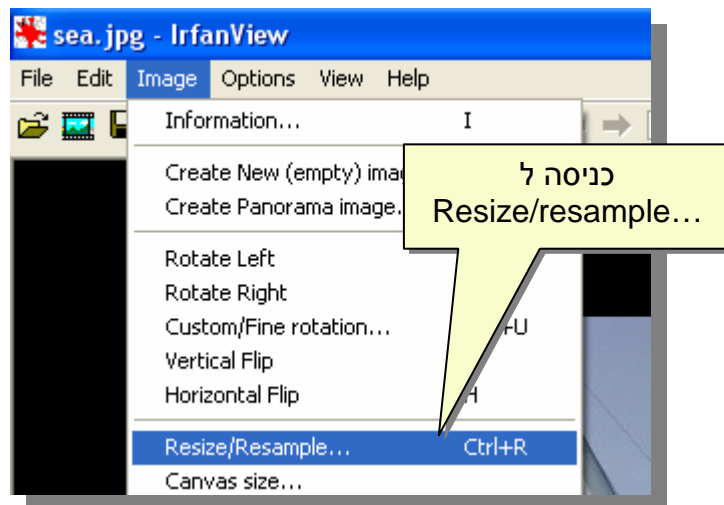 sea.jpg - IrfanView
File Edit Image Options View Help
Information... I
Create New (empty)
Create Panorama image.
כניסה ל
Resize/resample…
Rotate Left
Rotate Right
Custom/Fine rotation... U
Vertical Flip
Horizontal Flip H
Resize/Resample... Ctrl+R
Canvas size...